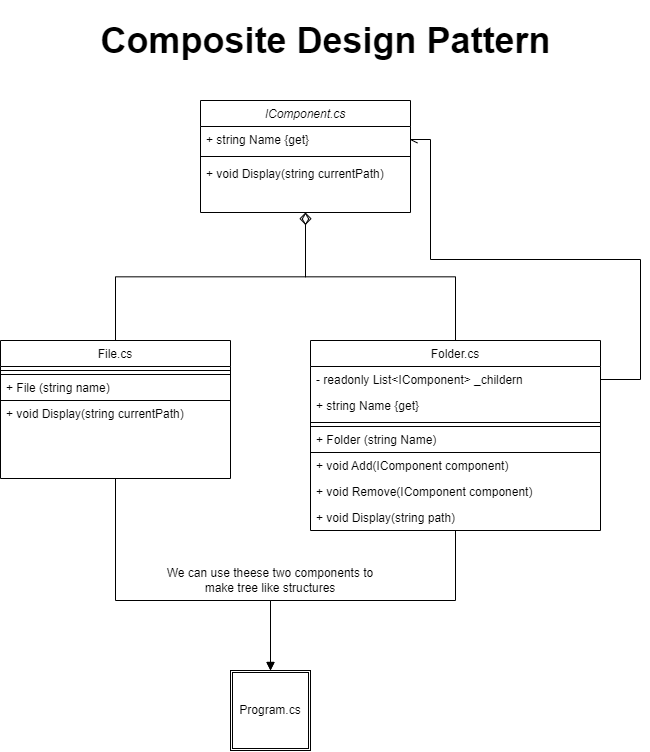 Composite Design Pattern
IComponent.cs
+ string Name {get}
+ void Display(string currentPath)
File.cs
+ File (string name)
+ void Display(string currentPath)
Folder.cs
- readonly List<IComponent> _childern
+ string Name {get}
+ Folder (string Name)
+ void Add(IComponent component)
+ void Remove(IComponent component)
+ void Display(string path)
We can use theese two components to
make tree like structures
Program.cs